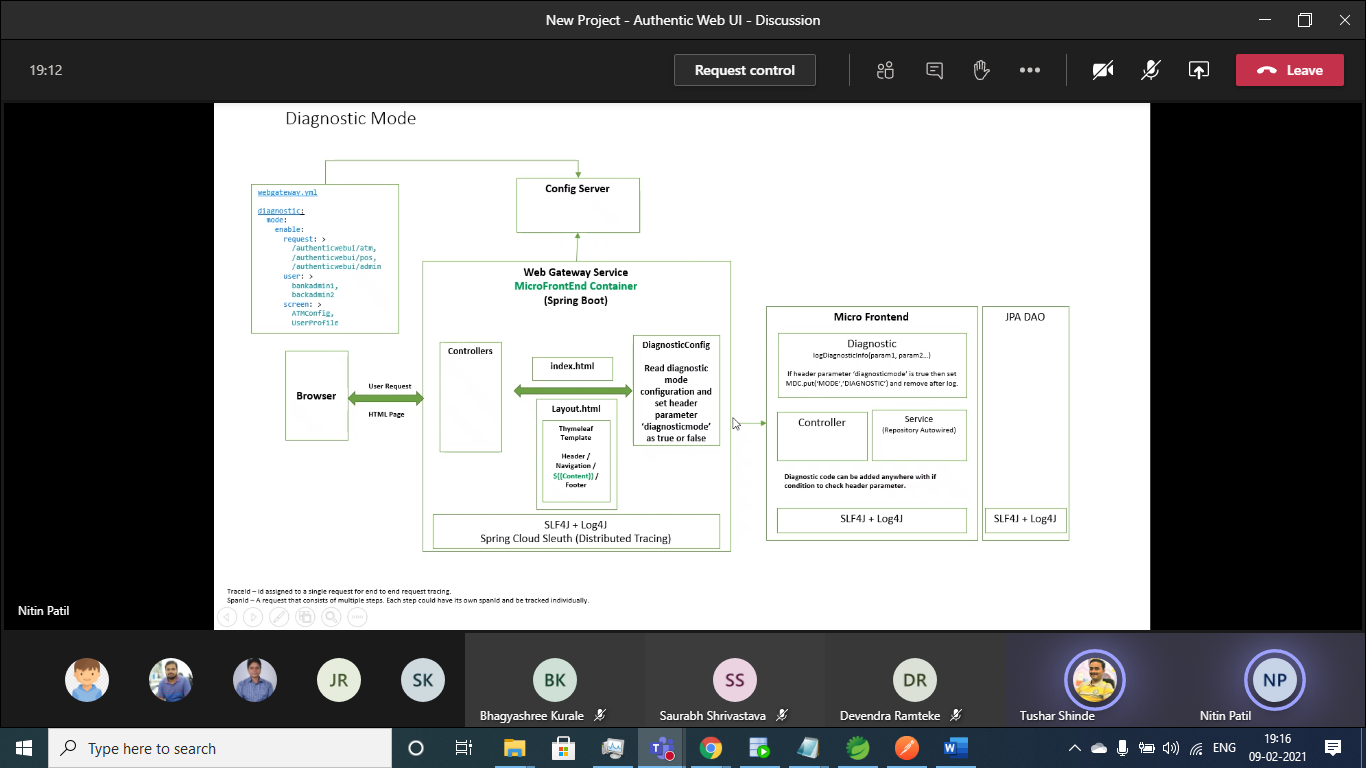 New Project - Authentic Web UI - Discussion
19:12
Request control
Leave
Diagnostic Mode
webgateway.yml
diagnostic:
mode:
enable:
request: >
/authenticwebui/atm,
/authenticwebui/pos,
/authenticwebui/admin
user: >
bankadmin1,
backadmin2
screen: >
ATMConfig,
UserProfile
Config Server
Web Gateway Service
MicroFrontEnd Container
(Spring Boot)
Browser
User Request
HTML Page
Controllers
index.html
Layout.html
Thymeleaf
Template
Header /
Navigation /
${{Content}} /
Footer
DiagnosticConfig
Read diagnostic
mode
configuration and
set header
parameter
'diagnosticmode'
as true or false
SLF4J + Log4J
Spring Cloud Sleuth (Distributed Tracing)
Micro Frontend
Diagnostic
logDiagnosticInfo(param1, param2...)
If header parameter 'diagnosticmode' is true then set
MDC.put('MODE','DIAGNOSTIC') and remove after log.
Controller
Service
(Repository Autowired)
Diagnostic code can be added anywhere with if
condition to check header parameter.
SLF4J + Log4J
JPA DAO
SLF4J + Log4J
TraceId – id assigned to a single request for end to end request tracing.
SpanId – A request that consists of multiple steps. Each step could have its own spanId and be tracked individually.
Nitin Patil
JR
SK
BK
Bhagyashree Kurale
SS
Saurabh Shrivastava
DR
Devendra Ramteke
Tushar Shinde
NP
Nitin Patil
Type here to search
ENG
19:16
09-02-2021